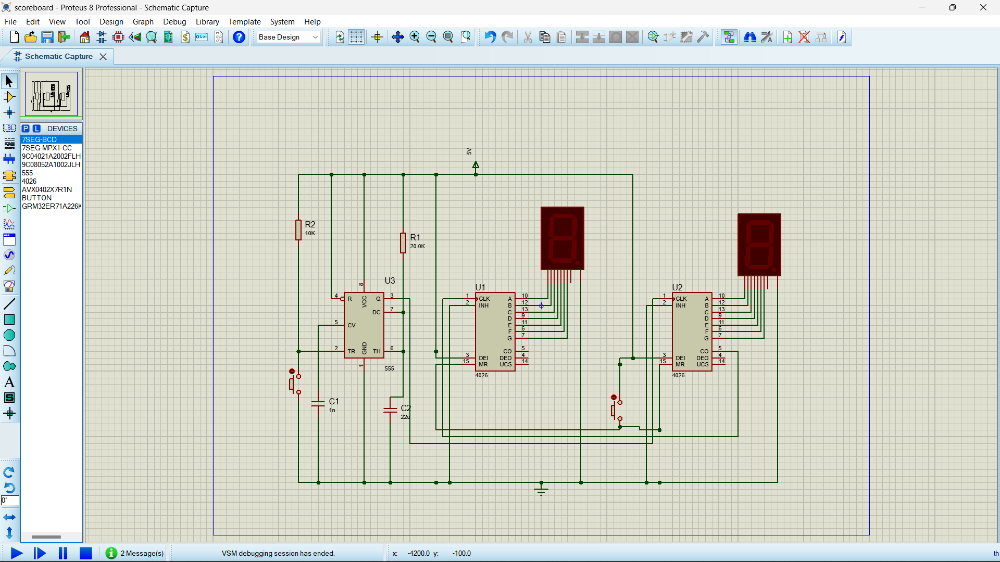 scoreboard - Proteus 8 Professional - Schematic Capture
File Edit View Tool Design Graph Debug Library Template System Help
Base Design
Schematic Capture
P L DEVICES
7SEG-BCD
7SEG-MPX1-CC
9C04021A2002FLH
9C08052A1002JLH
555
4026
AVX0402X7R1N
BUTTON
GRM32ER71A226K
LBL
A
S
0°
5V
R2
10K
R1
20.0K
U3
8
4 R VCC Q 3
DC 7
5 CV
2 TR GND TH 6
1
555
C1
1n
C2
22u
U1
1 CLK A 10
2 INH B 12
C 13
D 9
E 11
F 6
G 7
CO 5
3 DEI DEO 4
15 MR UCS 14
4026
U2
1 CLK A 10
2 INH B 12
C 13
D 9
E 11
F 6
G 7
CO 5
3 DEI DEO 4
15 MR UCS 14
4026
2 Message(s) VSM debugging session has ended. x: -4200.0 y: -100.0 th